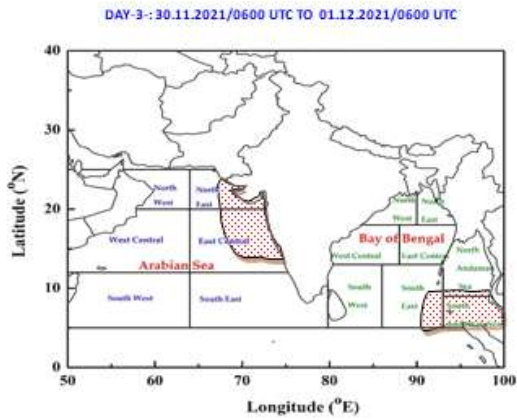 DAY-3-: 30.11.2021/0600 UTC TO 01.12.2021/0600 UTC
40
30
20
10
0
Latitude (°N)
North
West
North
East
West Central
East Central
Arabian Sea
South West
South East
North
West
North
East
Bay of Bengal
West Central
East Central
South
West
South
East
North
Andaman
Sea
South
50
60
70
80
90
100
Longitude (°E)